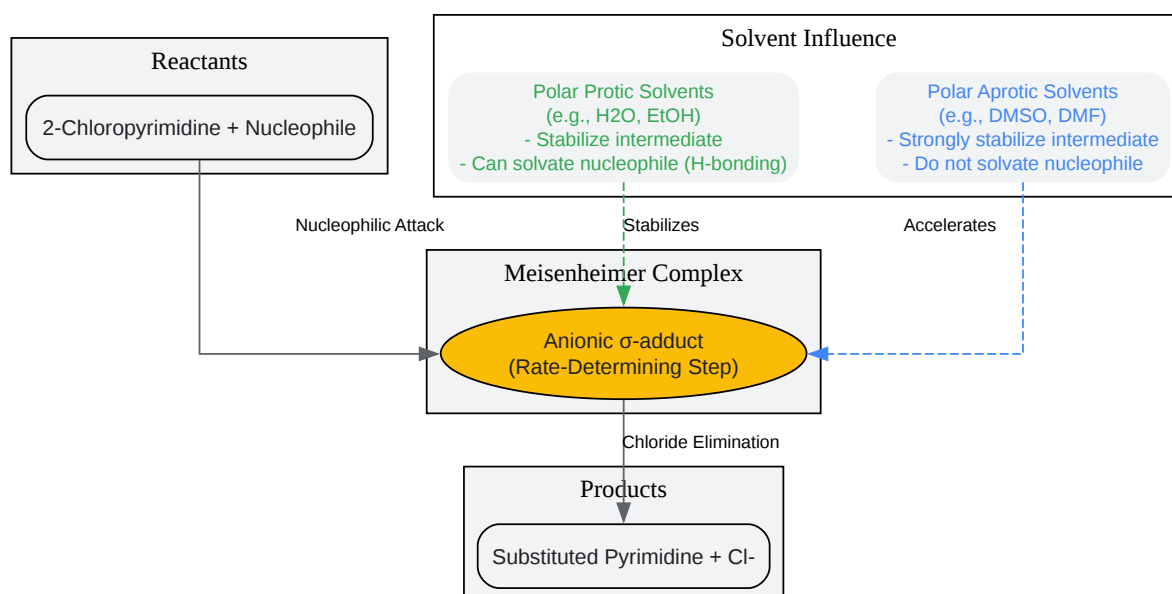 Reactants
2-Chloropyrimidine + Nucleophile
Solvent Influence
Polar Protic Solvents
(e.g., H2O, EtOH)
- Stabilize intermediate
- Can solvate nucleophile (H-bonding)
Polar Aprotic Solvents
(e.g., DMSO, DMF)
- Strongly stabilize intermediate
- Do not solvate nucleophile
Nucleophilic Attack
Stabilizes
Accelerates
Meisenheimer Complex
Anionic σ-adduct
(Rate-Determining Step)
Chloride Elimination
Products
Substituted Pyrimidine + Cl-